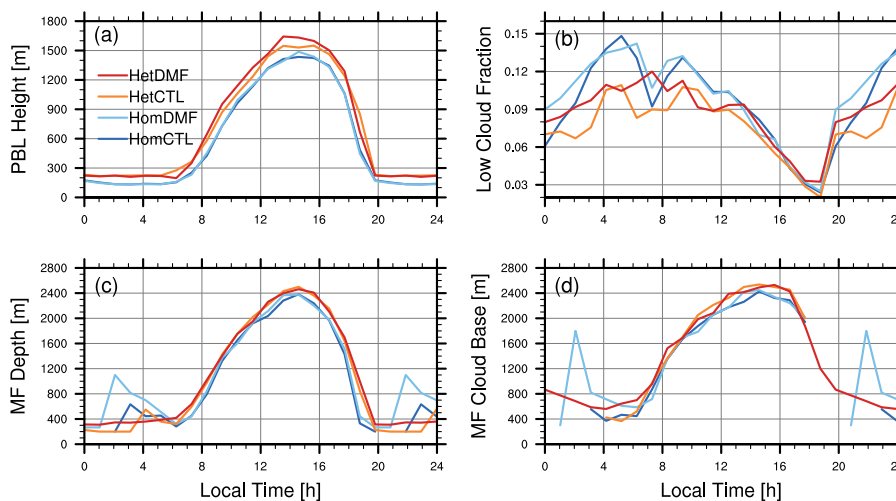 (a)
PBL Height [m]
1800
1500
1200
900
600
300
0
HetDMF
HetCTL
HomDMF
HomCTL
0 4 8 12 16 20 24
(b)
Low Cloud Fraction
0.15
0.12
0.09
0.06
0.03
0 4 8 12 16 20 24
(c)
MF Depth [m]
2800
2400
2000
1600
1200
800
400
0
0 4 8 12 16 20 24
Local Time [h]
(d)
MF Cloud Base [m]
2800
2400
2000
1600
1200
800
400
0
0 4 8 12 16 20 24
Local Time [h]